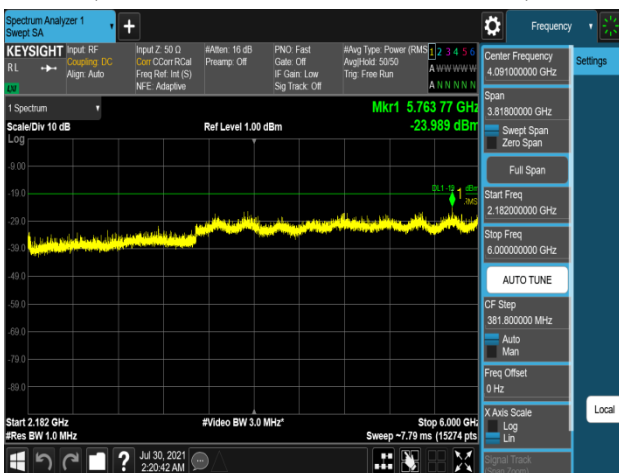 Spectrum Analyzer 1
Swept SA
+
Frequency
KEYSIGHT
RL
LW
Input: RF
Coupling: DC
Align: Auto
Input Z: 50 Ω
Corr CCorr RCal
Freq Ref: Int (S)
NFE: Adaptive
#Atten: 16 dB
Preamp: Off
PNO: Fast
Gate: Off
IF Gain: Low
Sig Track: Off
#Avg Type: Power (RMS
Avg|Hold: 50/50
Trig: Free Run
1 2 3 4 5 6
A W W W W W
A N N N N N
1 Spectrum
Scale/Div 10 dB
Ref Level 1.00 dBm
Mkr1 5.763 77 GHz
-23.989 dBm
Log
-9.00
-19.0
-29.0
-39.0
-49.0
-59.0
-69.0
-79.0
-89.0
1
RMS
Start 2.182 GHz
#Video BW 3.0 MHz*
Stop 6.000 GHz
#Res BW 1.0 MHz
Sweep ~7.79 ms (15274 pts
?
Jul 30, 2021
2:20:42 AM
Center Frequency
4.091000000 GHz
Span
3.81800000 GHz
Swept Span
Zero Span
Full Span
Start Freq
2.182000000 GHz
Stop Freq
6.000000000 GHz
AUTO TUNE
CF Step
381.800000 MHz
Auto
Man
Freq Offset
0 Hz
X Axis Scale
Log
Lin
Signal Track
(Span Zoom)
Settings
Local